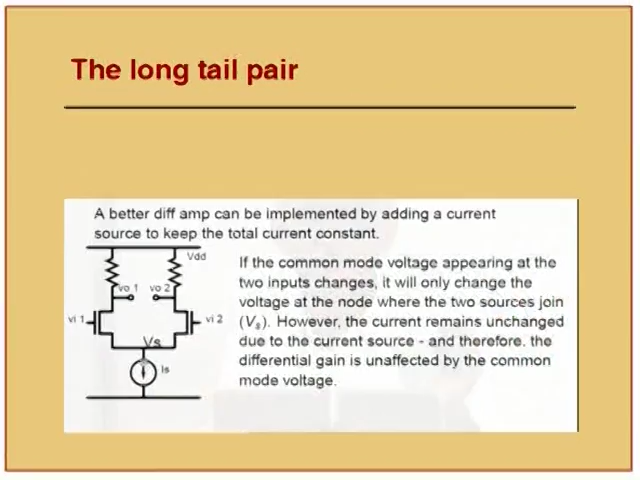 The long tail pair
A better diff amp can be implemented by adding a current
source to keep the total current constant.
Vdd
vo 1 vo 2
vi 1
vi 2
Vs
Is
If the common mode voltage appearing at the
two inputs changes, it will only change the
voltage at the node where the two sources join
(Vs). However, the current remains unchanged
due to the current source - and therefore, the
differential gain is unaffected by the common
mode voltage.